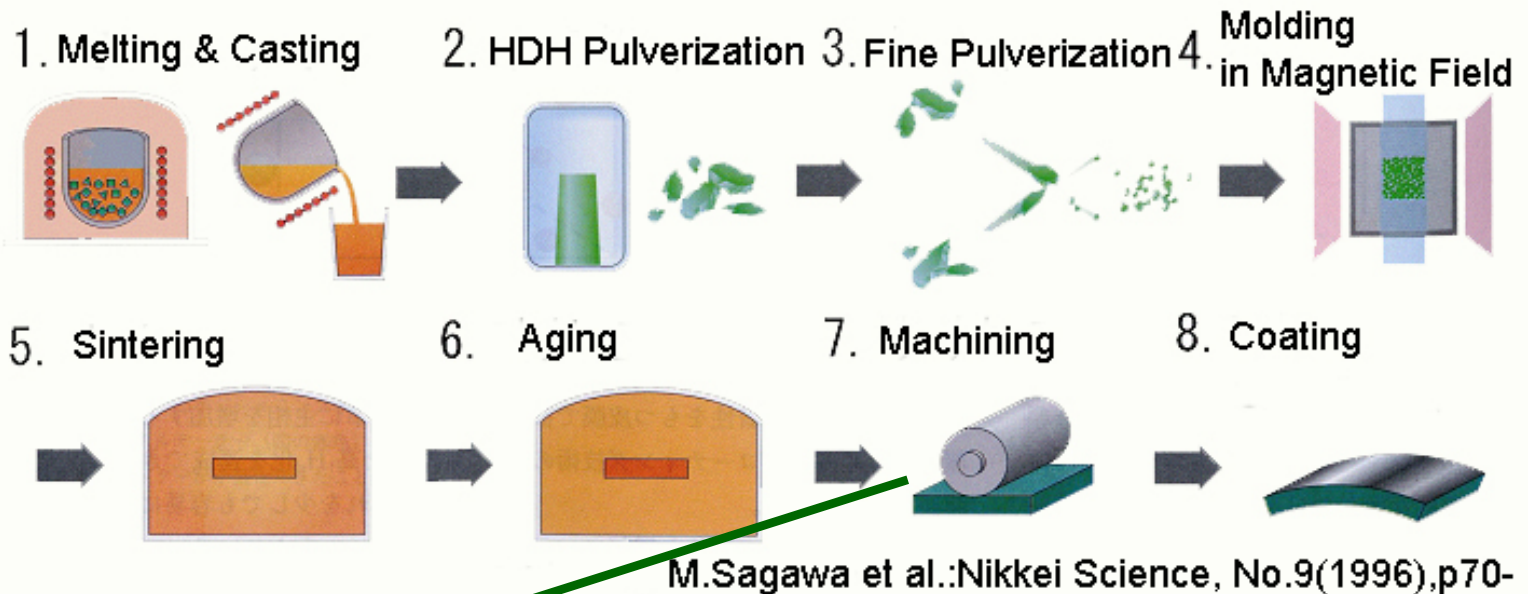 1. Melting & Casting
2. HDH Pulverization
3. Fine Pulverization
4. Molding
in Magnetic Field
5. Sintering
6. Aging
7. Machining
8. Coating
M.Sagawa et al.:Nikkei Science, No.9(1996),p70-